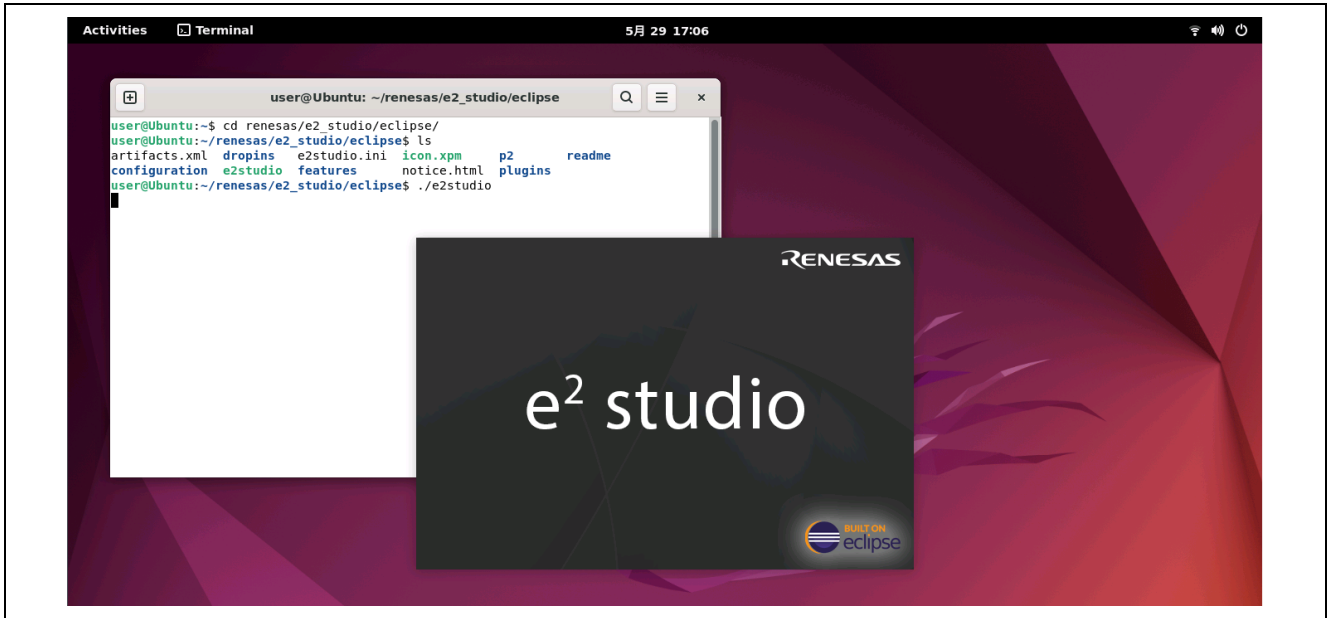 Activities Terminal 5月 29 17:06
user@Ubuntu: ~/renesas/e2_studio/eclipse
user@Ubuntu:~$ cd renesas/e2_studio/eclipse/
user@Ubuntu:~/renesas/e2_studio/eclipse$ ls
artifacts.xml dropins e2studio.ini icon.xpm p2 readme
configuration e2studio features notice.html plugins
user@Ubuntu:~/renesas/e2_studio/eclipse$ ./e2studio
RENESAS
e² studio
BUILT ON
eclipse